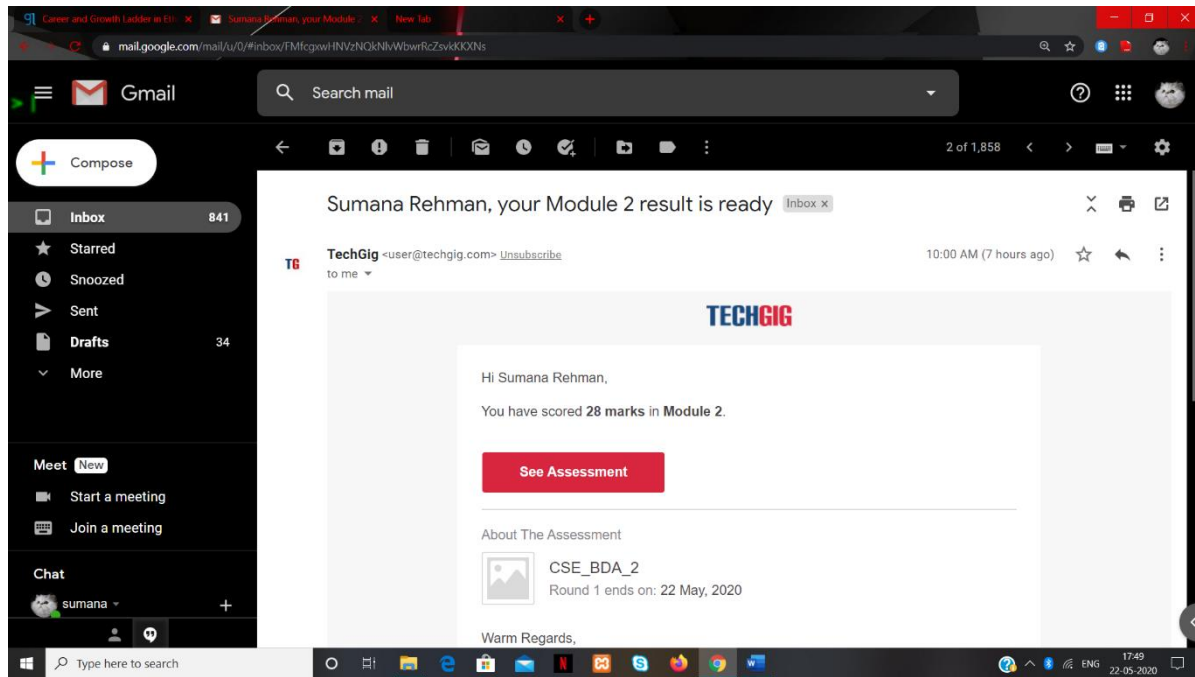 Career and Growth Ladder in Eth
Sumana Rehman, your Module 2
New Tab
mail.google.com/mail/u/0/#inbox/FMfcgxwHNVzNQkNlvWbwrRcZsvkKKXNs
Gmail
Search mail
Compose
2 of 1,858
Inbox 841
Starred
Snoozed
Sent
Drafts 34
More
Meet New
Start a meeting
Join a meeting
Chat
sumana
Sumana Rehman, your Module 2 result is ready Inbox x
TG
TechGig <user@techgig.com> Unsubscribe
10:00 AM (7 hours ago)
to me
TECHGIG
Hi Sumana Rehman,
You have scored 28 marks in Module 2.
See Assessment
About The Assessment
CSE_BDA_2
Round 1 ends on: 22 May, 2020
Warm Regards,
Type here to search
ENG
17:49
22-05-2020